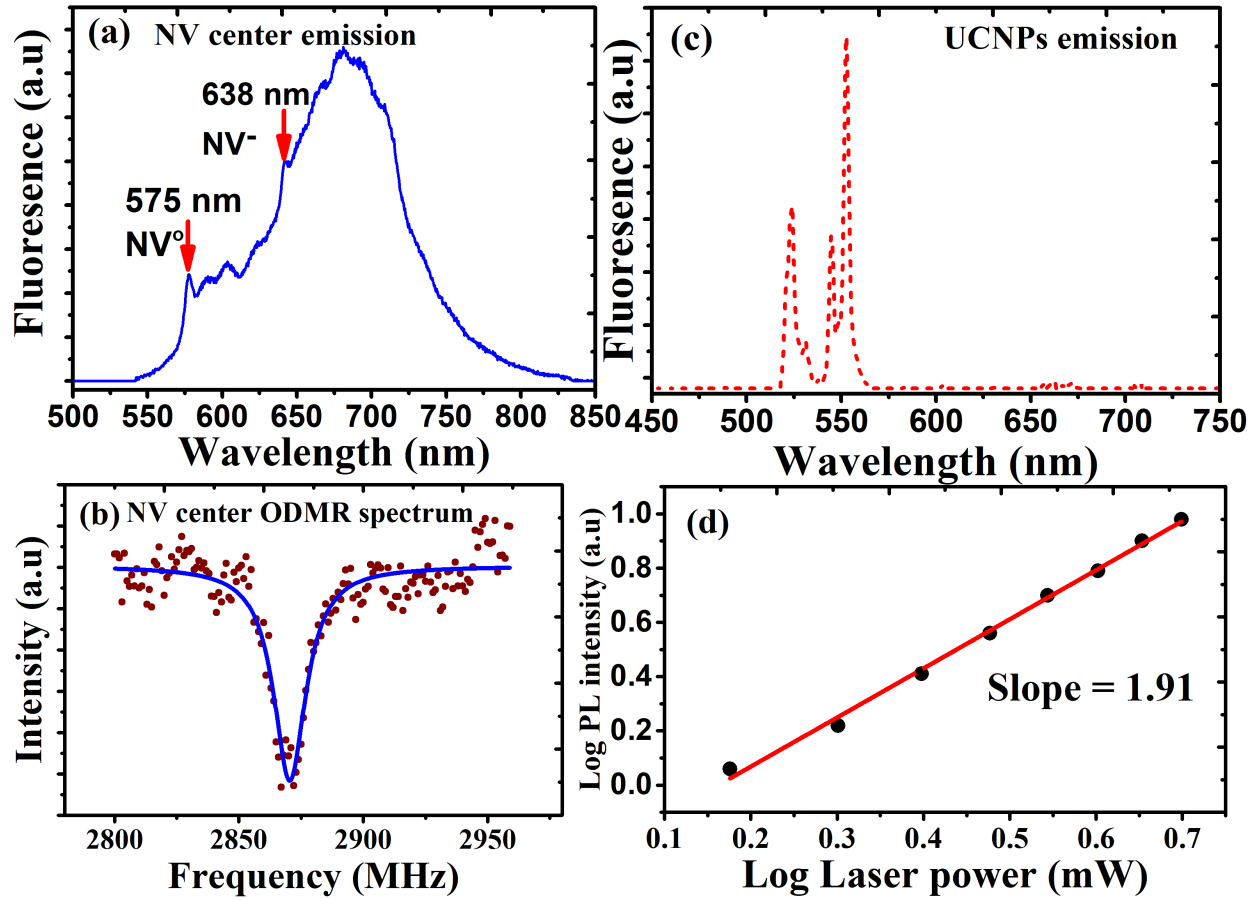 (a) NV center emission
638 nm
NV-
575 nm
NVo
Fluoresence (a.u)
500 550 600 650 700 750 800 850
Wavelength (nm)
(c) UCNPs emission
Fluoresence (a.u)
450 500 550 600 650 700 750
Wavelength (nm)
(b) NV center ODMR spectrum
Intensity (a.u)
2800 2850 2900 2950
Frequency (MHz)
(d)
Slope = 1.91
Log PL intensity (a.u)
1.0
0.8
0.6
0.4
0.2
0.0
0.1 0.2 0.3 0.4 0.5 0.6 0.7
Log Laser power (mW)